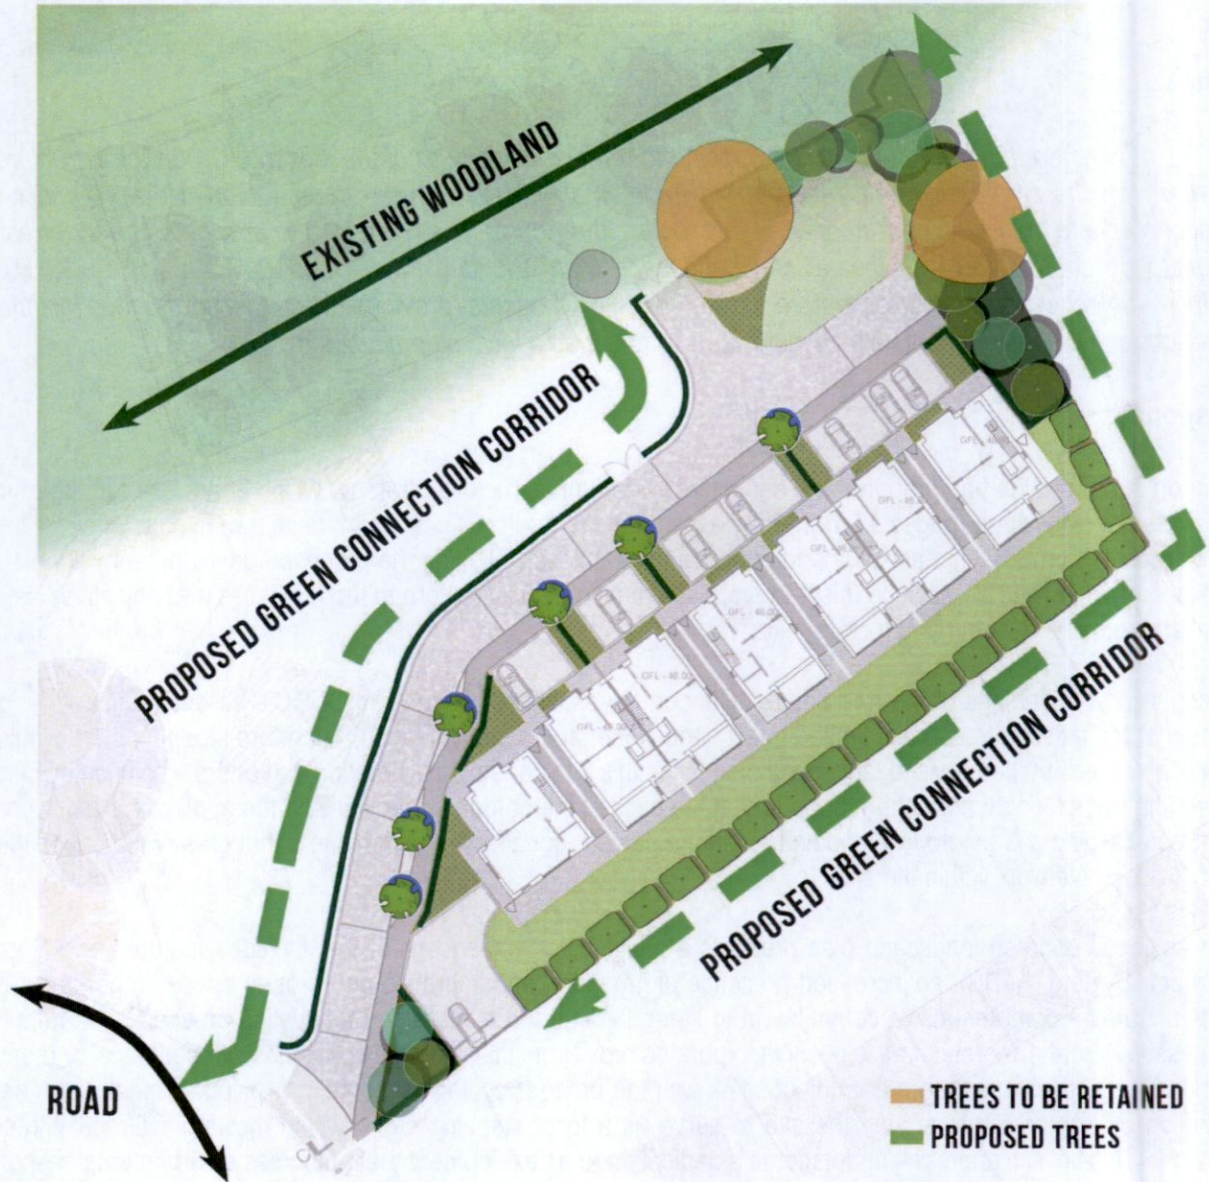 EXISTING WOODLAND
PROPOSED GREEN CONNECTION CORRIDOR
PROPOSED GREEN CONNECTION CORRIDOR
ROAD
TREES TO BE RETAINED
PROPOSED TREES